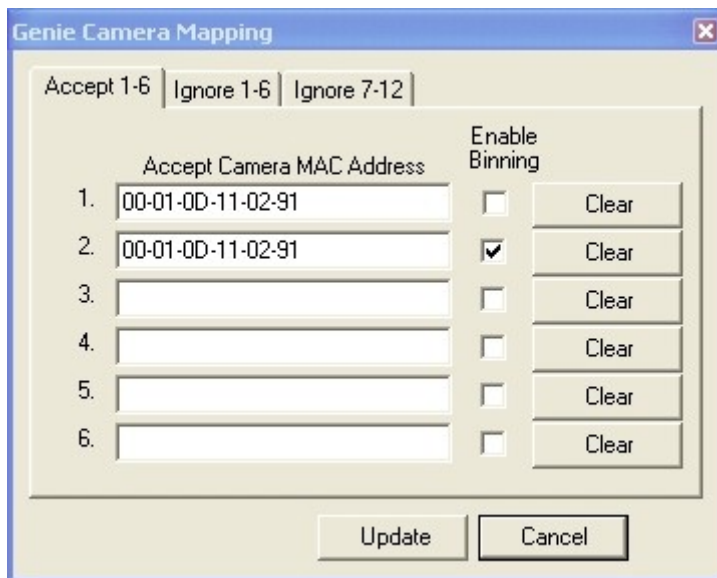 Genie Camera Mapping
Accept 1-6 Ignore 1-6 Ignore 7-12
Accept Camera MAC Address Enable Binning
1. 00-01-0D-11-02-91 Clear
2. 00-01-0D-11-02-91 Clear
3. Clear
4. Clear
5. Clear
6. Clear
Update Cancel